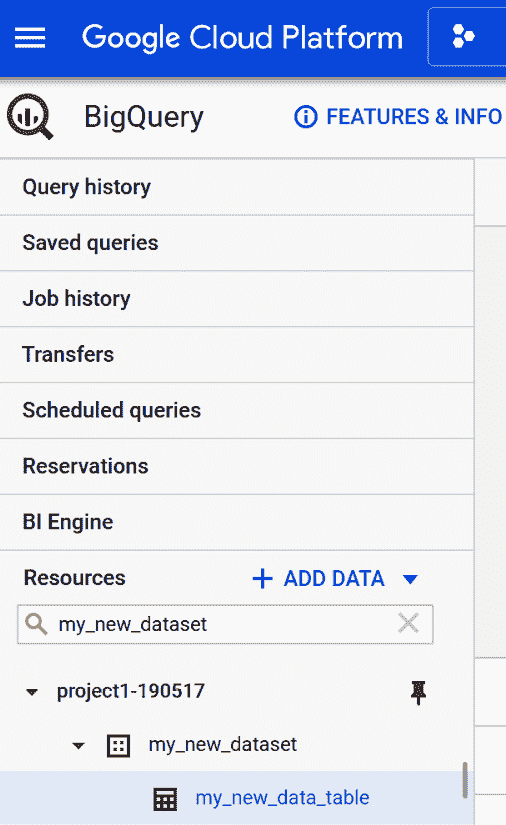 Google Cloud Platform
BigQuery FEATURES & INFO
Query history
Saved queries
Job history
Transfers
Scheduled queries
Reservations
BI Engine
Resources ADD DATA
my_new_dataset
project1-190517
my_new_dataset
my_new_data_table